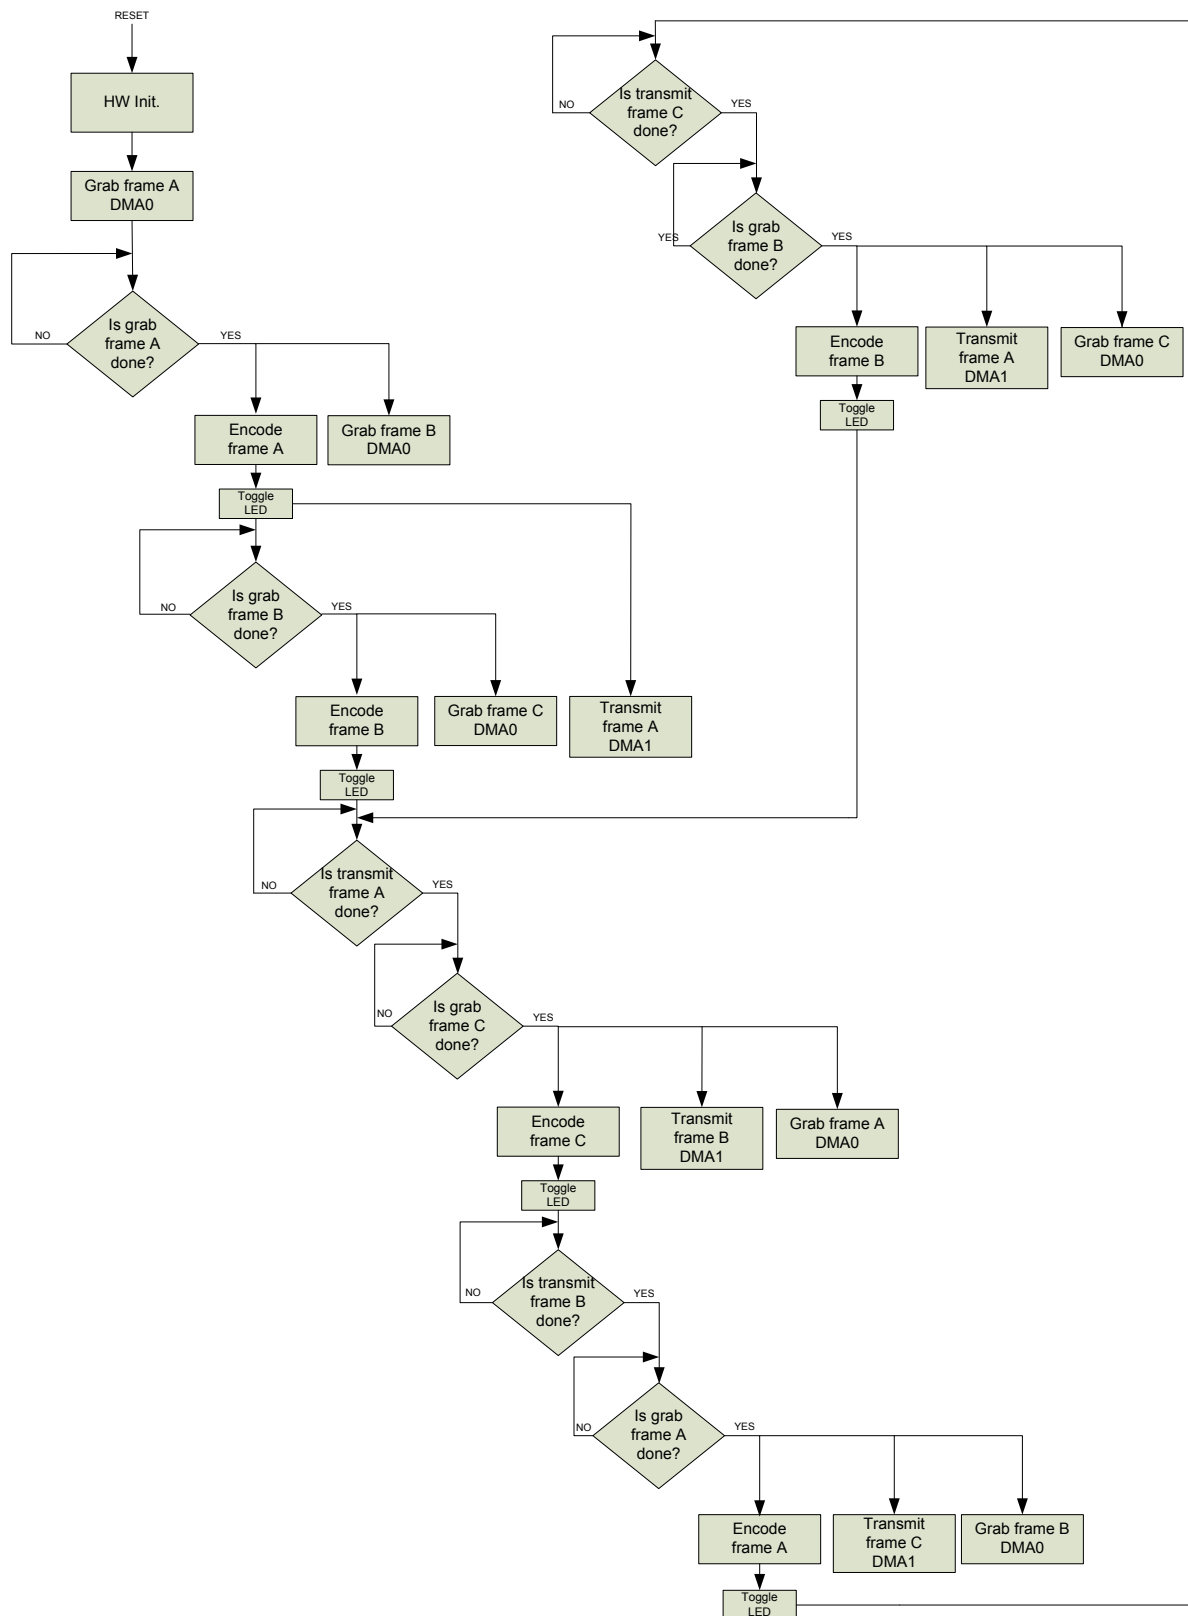 RESET
HW Init.
Grab frame A
DMA0
Is grab
frame A
done?
NO
YES
Encode
frame A
Grab frame B
DMA0
Toggle
LED
Is grab
frame B
done?
NO
YES
Encode
frame B
Grab frame C
DMA0
Transmit
frame A
DMA1
Toggle
LED
Is transmit
frame A
done?
NO
YES
Is grab
frame C
done?
NO
YES
Encode
frame C
Transmit
frame B
DMA1
Grab frame A
DMA0
Toggle
LED
Is transmit
frame B
done?
NO
YES
Is grab
frame A
done?
NO
YES
Encode
frame A
Transmit
frame C
DMA1
Grab frame B
DMA0
Toggle
LED
Is transmit
frame C
done?
NO
YES
Is grab
frame B
done?
YES
YES
Encode
frame B
Transmit
frame A
DMA1
Grab frame C
DMA0
Toggle
LED